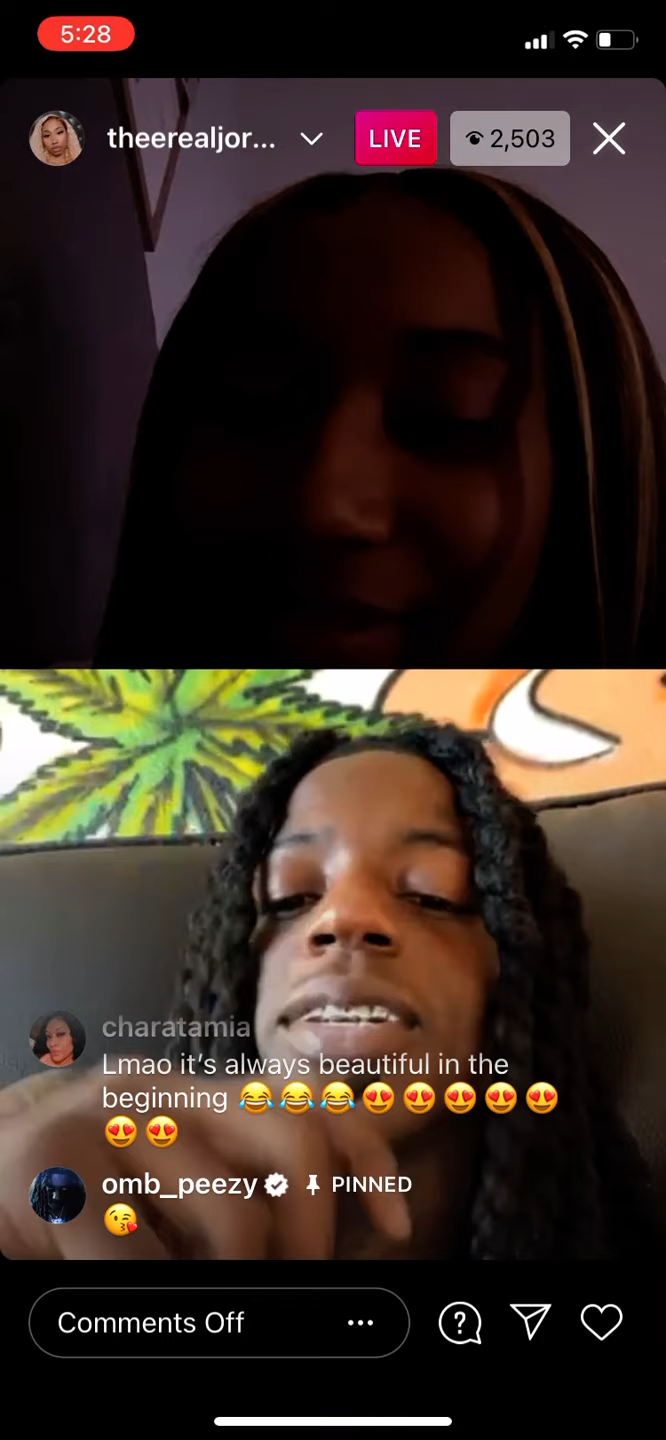 5:28
theerealjor...
LIVE
2,503
charatamia
Lmao it’s always beautiful in the
beginning 😂😂😂😍😍😍😍😍
😍😍
omb_peezy PINNED
😘
Comments Off